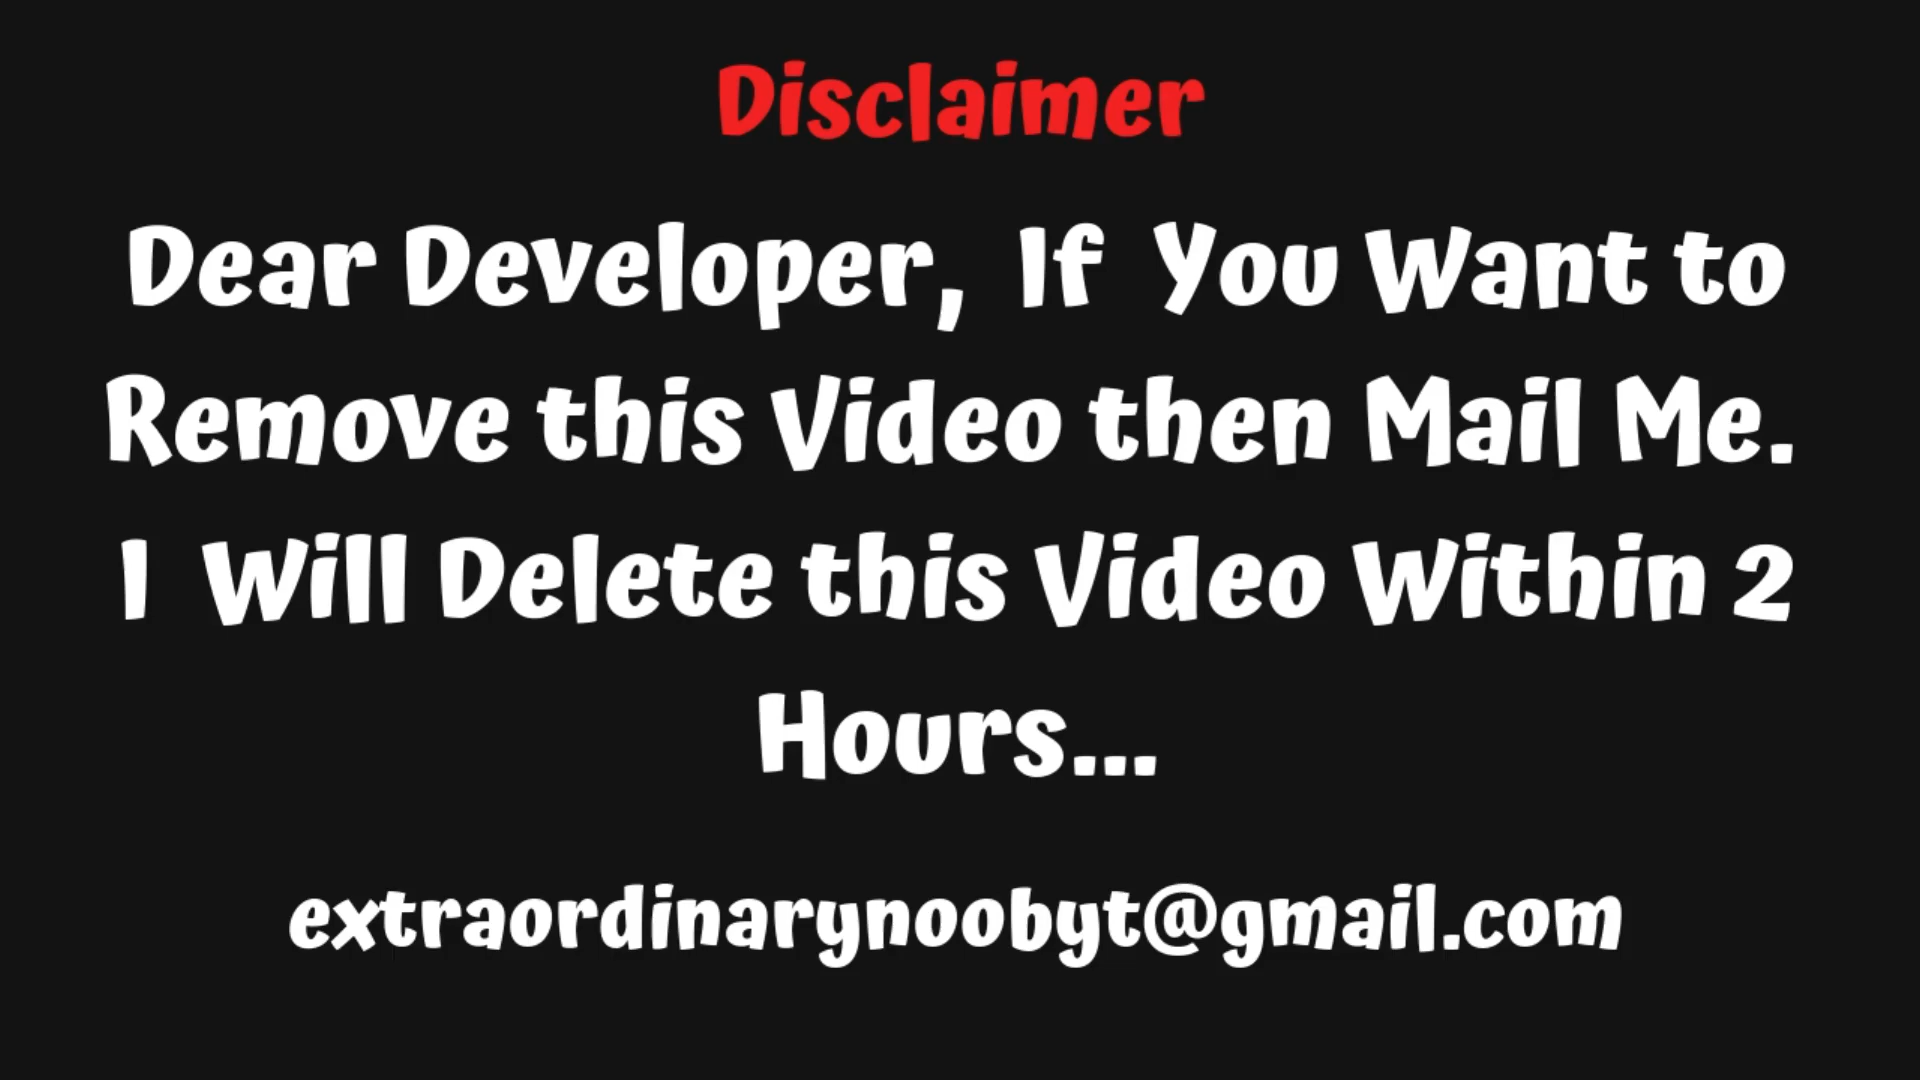 Disclaimer
Dear Developer, If You Want to
Remove this Video then Mail Me.
I Will Delete this Video Within 2
Hours...
extraordinarynoobyt@gmail.com